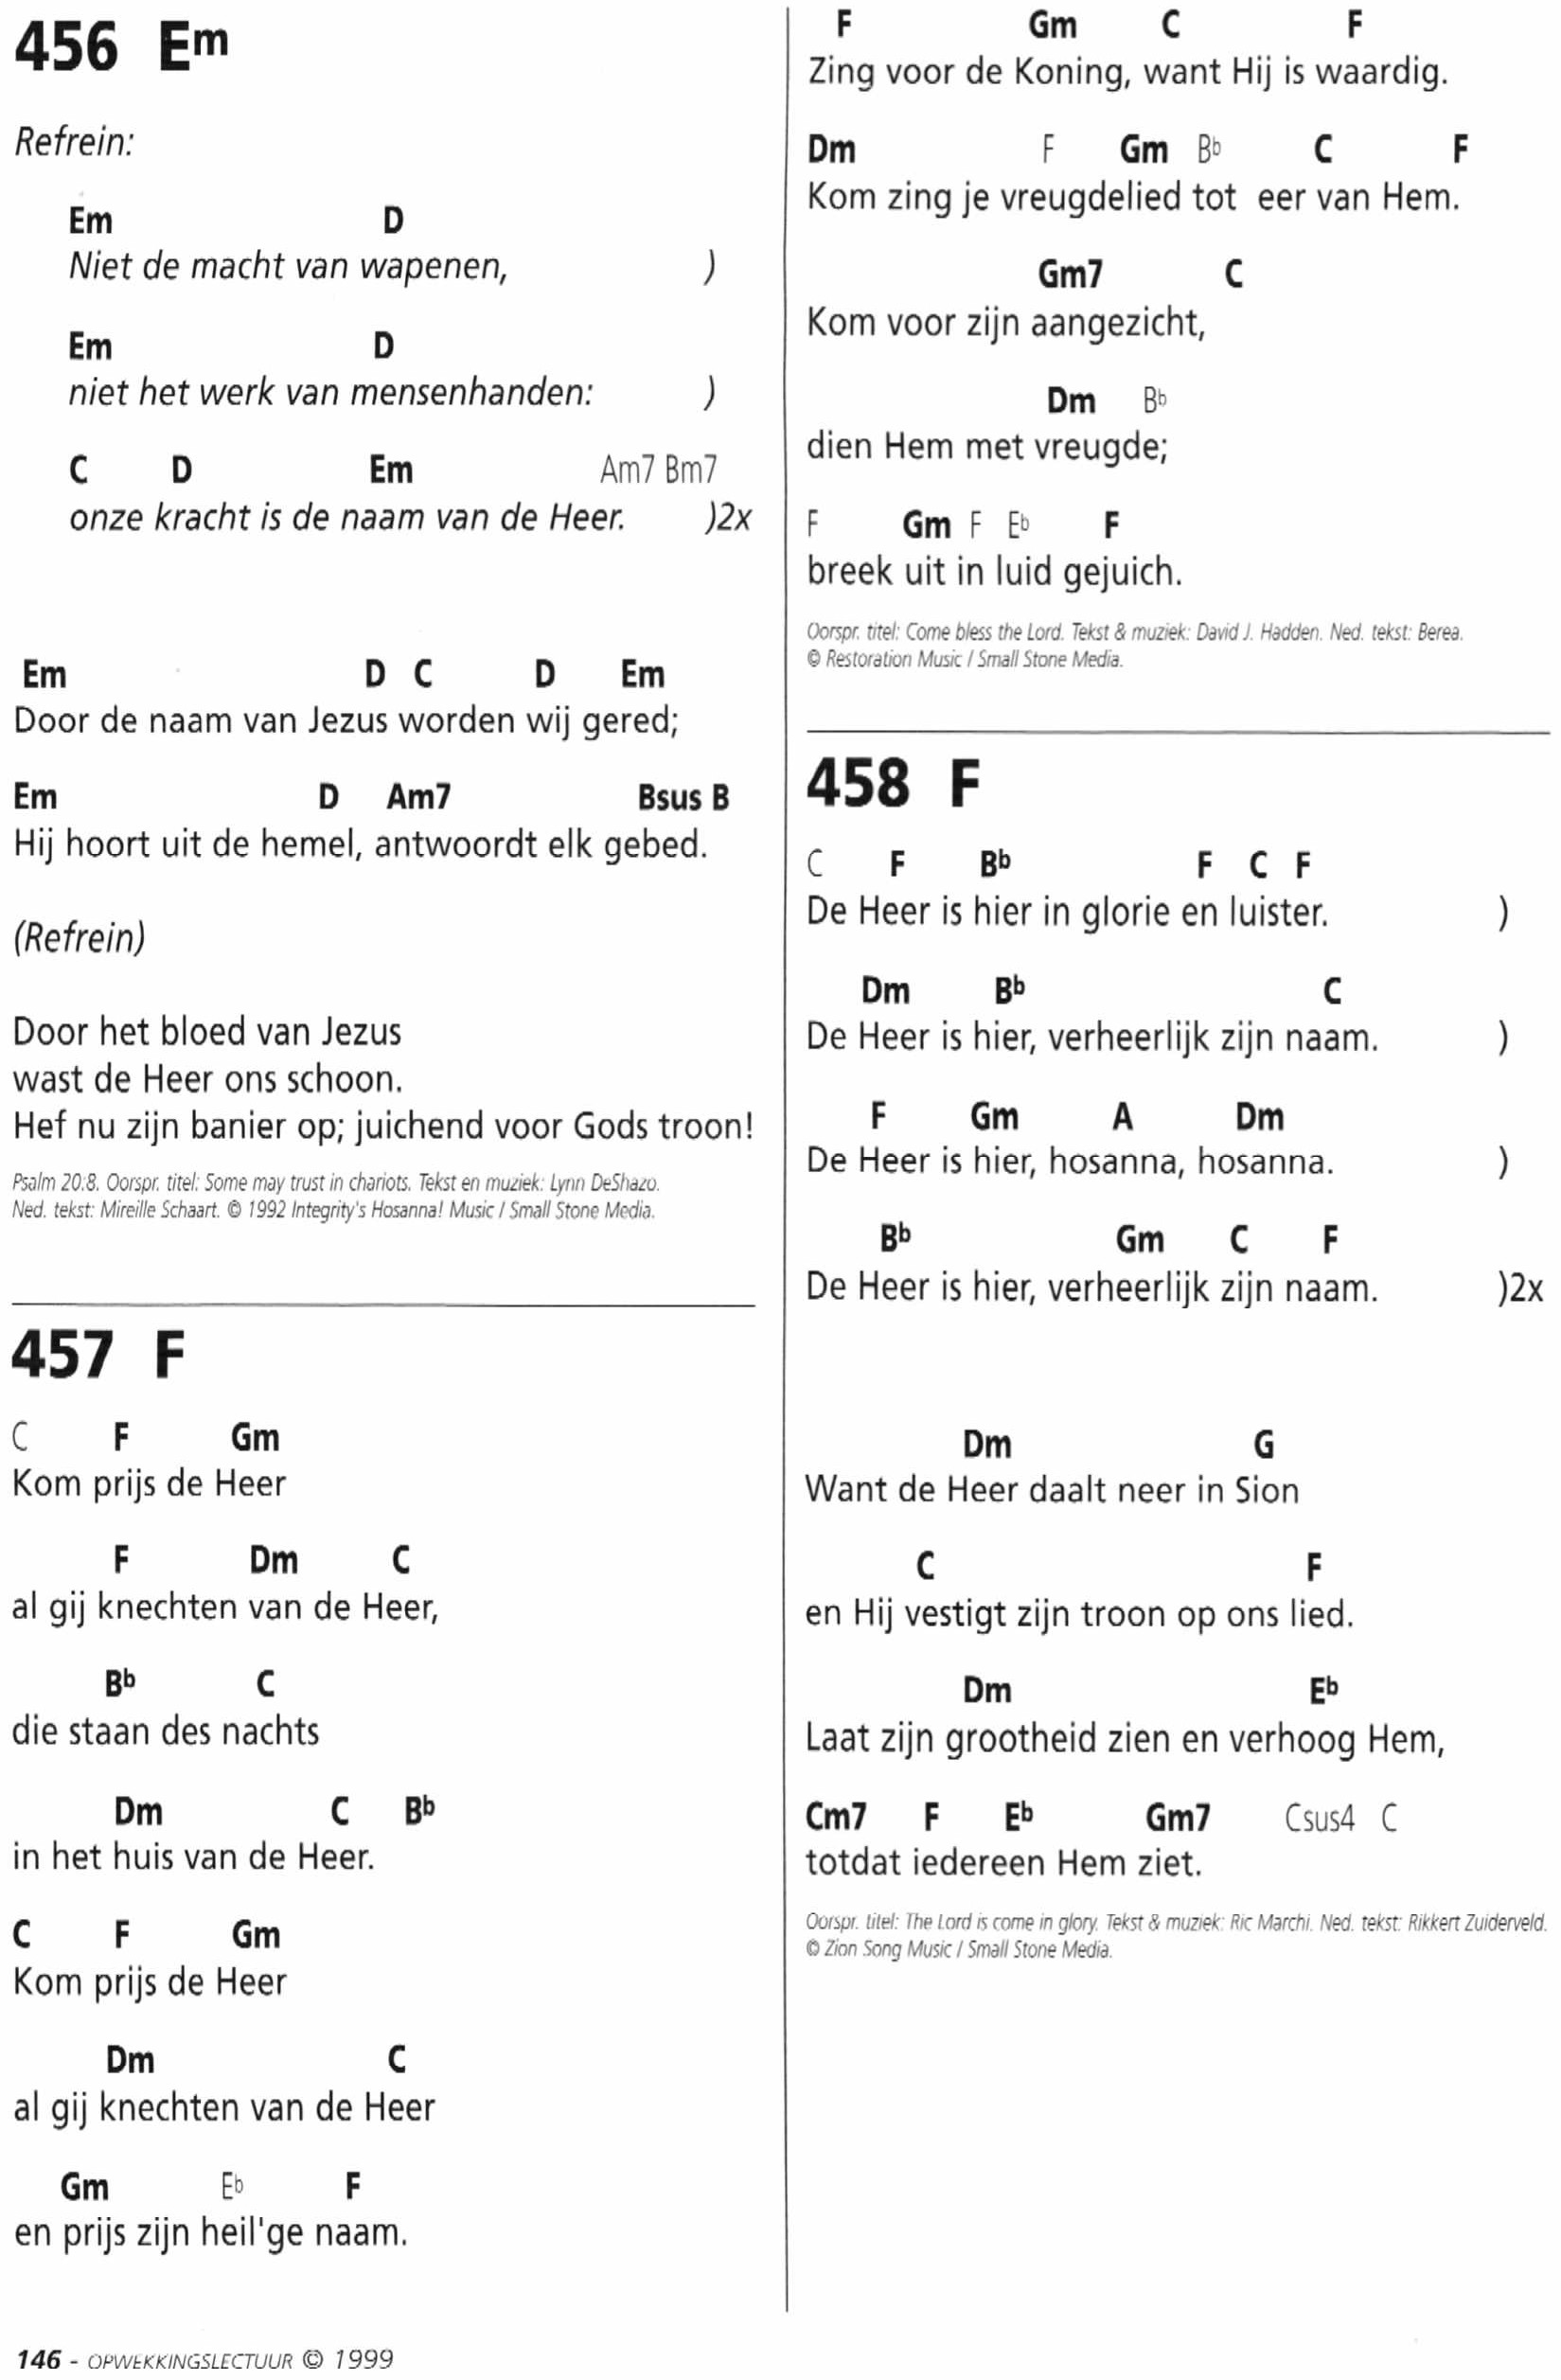 456 Em
Refrein:
Em D
Niet de macht van wapenen, )
Em D
niet het werk van mensenhanden: )
C D Em Am7 Bm7
onze kracht is de naam van de Heer. )2x
Em D C D Em
Door de naam van Jezus worden wij gered;
Em D Am7 Bsus B
Hij hoort uit de hemel, antwoordt elk gebed.
(Refrein)
Door het bloed van Jezus
wast de Heer ons schoon.
Hef nu zijn banier op; juichend voor Gods troon!
Psalm 20:8. Oorspr. titel: Some may trust in chariots. Tekst en muziek: Lynn DeShazo.
Ned. tekst: Mireille Schaart. © 1992 Integrity's Hosanna! Music / Small Stone Media.
457 F
C F Gm
Kom prijs de Heer
F Dm C
al gij knechten van de Heer,
Bb C
die staan des nachts
Dm C Bb
in het huis van de Heer.
C F Gm
Kom prijs de Heer
Dm C
al gij knechten van de Heer
Gm Eb F
en prijs zijn heil'ge naam.
F Gm C F
Zing voor de Koning, want Hij is waardig.
Dm F Gm Bb C F
Kom zing je vreugdelied tot eer van Hem.
Gm7 C
Kom voor zijn aangezicht,
Dm Bb
dien Hem met vreugde;
F Gm F Eb F
breek uit in luid gejuich.
Oorspr. titel: Come bless the Lord. Tekst & muziek: David J. Hadden. Ned. tekst: Berea.
© Restoration Music / Small Stone Media.
458 F
C F Bb F C F
De Heer is hier in glorie en luister. )
Dm Bb C
De Heer is hier, verheerlijk zijn naam. )
F Gm A Dm
De Heer is hier, hosanna, hosanna. )
Bb Gm C F
De Heer is hier, verheerlijk zijn naam. )2x
Dm G
Want de Heer daalt neer in Sion
C F
en Hij vestigt zijn troon op ons lied.
Dm Eb
Laat zijn grootheid zien en verhoog Hem,
Cm7 F Eb Gm7 Csus4 C
totdat iedereen Hem ziet.
Oorspr. titel: The Lord is come in glory. Tekst & muziek: Ric Marchi. Ned. tekst: Rikkert Zuiderveld.
© Zion Song Music / Small Stone Media.
146 - OPWEKKINGSLECTUUR © 1999